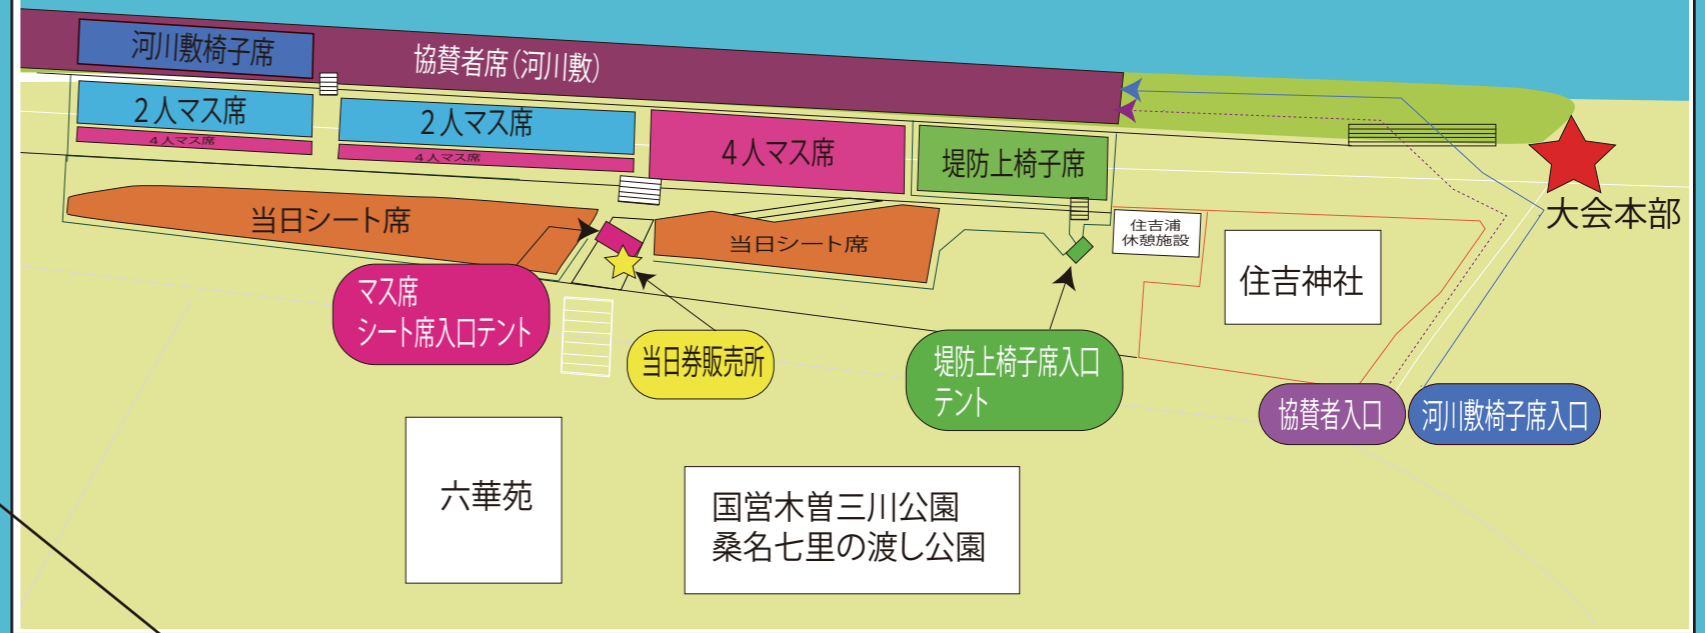 河川敷椅子席
協賛者席（河川敷）
２人マス席
４人マス席
２人マス席
４人マス席
４人マス席
堤防上椅子席
当日シート席
当日シート席
住吉浦
休憩施設
住吉神社
大会本部
マス席
シート席入口テント
当日券販売所
堤防上椅子席入口
テント
協賛者入口
河川敷椅子席入口
六華苑
国営木曽三川公園
桑名七里の渡し公園